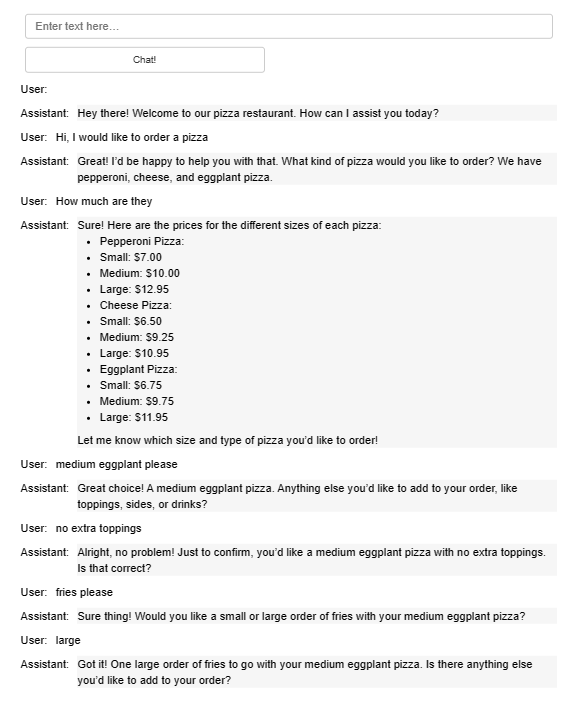 Enter text here...
Chat!
User:
Assistant: Hey there! Welcome to our pizza restaurant. How can I assist you today?
User: Hi, I would like to order a pizza
Assistant: Great! I'd be happy to help you with that. What kind of pizza would you like to order? We have
pepperoni, cheese, and eggplant pizza.
User: How much are they
Assistant: Sure! Here are the prices for the different sizes of each pizza:
• Pepperoni Pizza:
• Small: $7.00
• Medium: $10.00
• Large: $12.95
• Cheese Pizza:
• Small: $6.50
• Medium: $9.25
• Large: $10.95
• Eggplant Pizza:
• Small: $6.75
• Medium: $9.75
• Large: $11.95
Let me know which size and type of pizza you'd like to order!
User: medium eggplant please
Assistant: Great choice! A medium eggplant pizza. Anything else you'd like to add to your order, like
toppings, sides, or drinks?
User: no extra toppings
Assistant: Alright, no problem! Just to confirm, you'd like a medium eggplant pizza with no extra toppings.
Is that correct?
User: fries please
Assistant: Sure thing! Would you like a small or large order of fries with your medium eggplant pizza?
User: large
Assistant: Got it! One large order of fries to go with your medium eggplant pizza. Is there anything else
you'd like to add to your order?